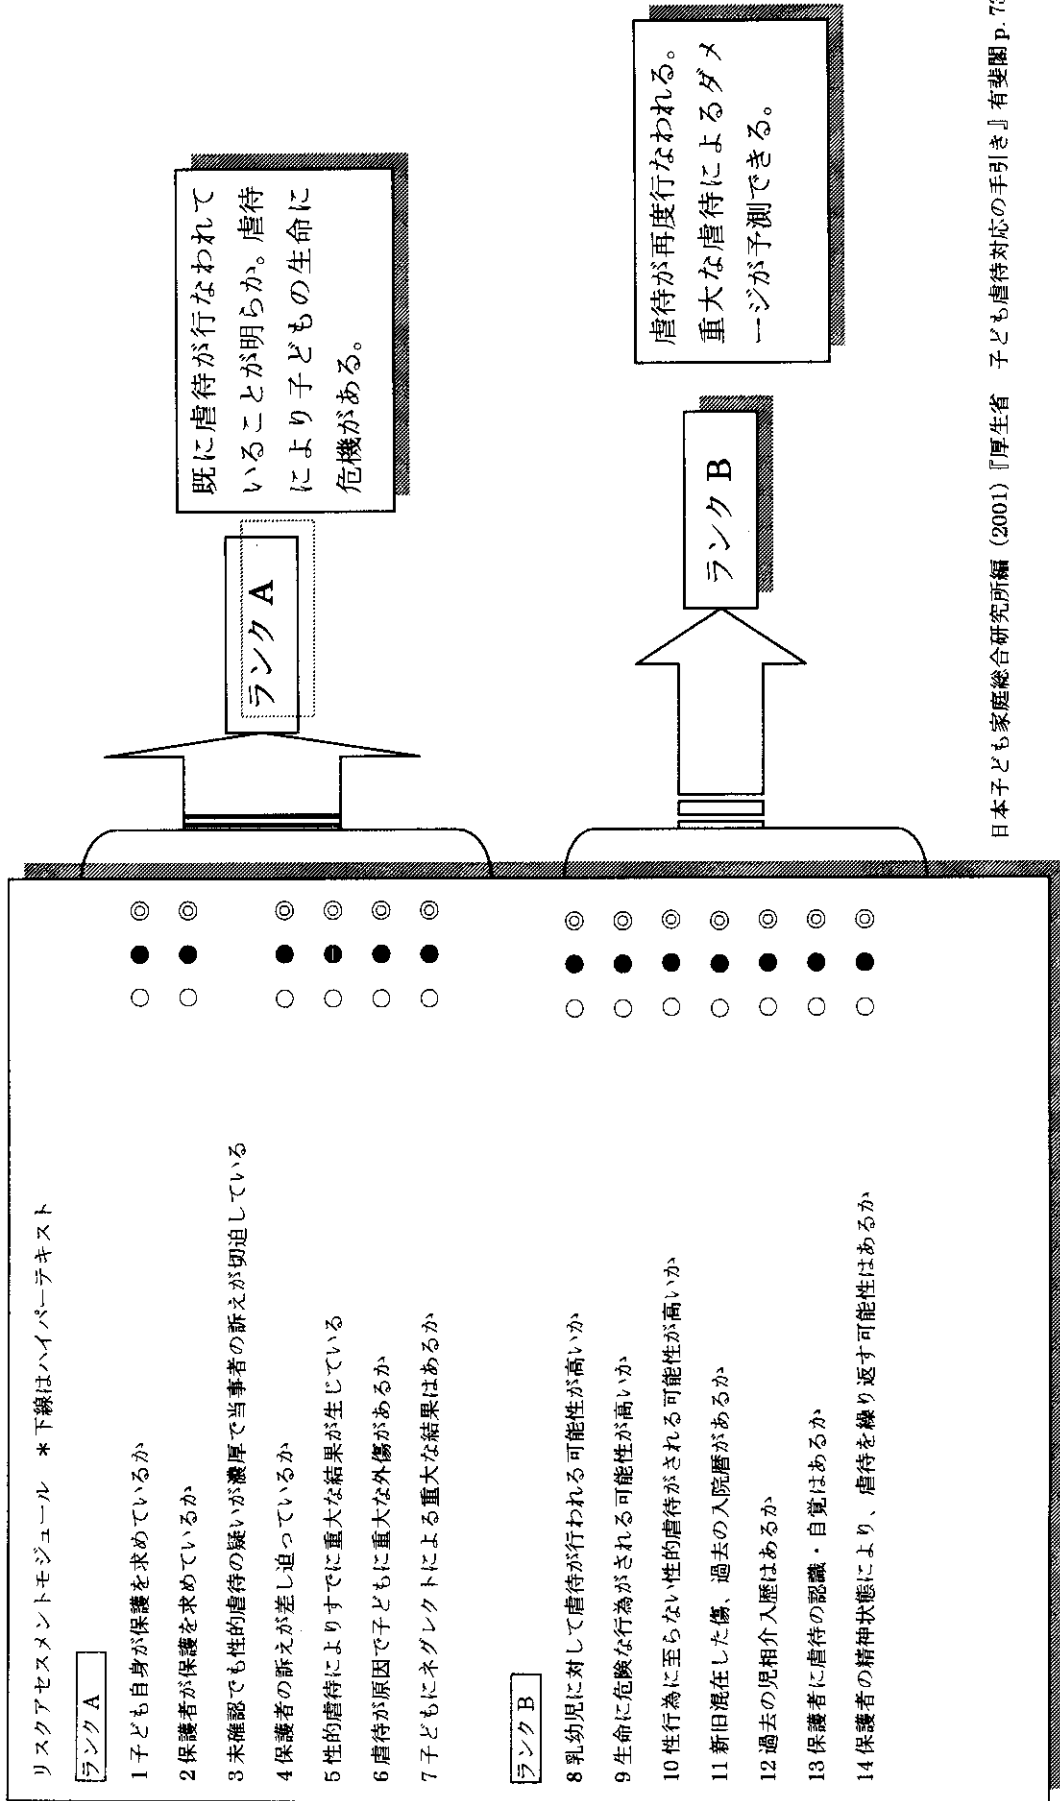 リスクアセスメントモジュール　＊下線はハイパーテキスト
ランク A
1 子ども自身が保護を求めているか　○ ● ◎
2 保護者が保護を求めているか　○ ● ◎
3 未確認でも性的虐待の疑いが濃厚で当事者の訴えが切迫している
4 保護者の訴えが差し迫っているか　○ ● ◎
5 性的虐待によりすでに重大な結果が生じている　○ ● ◎
6 虐待が原因で子どもに重大な外傷があるか　○ ● ◎
7 子どもにネグレクトによる重大な結果はあるか　○ ● ◎
ランク B
8 乳幼児に対して虐待が行われる可能性が高いか　○ ● ◎
9 生命に危険な行為がされる可能性が高いか　○ ● ◎
10 性行為に至らない性的虐待がされる可能性が高いか　○ ● ◎
11 新旧混在した傷、過去の入院暦があるか　○ ● ◎
12 過去の児相介入歴はあるか　○ ● ◎
13 保護者に虐待の認識・自覚はあるか　○ ● ◎
14 保護者の精神状態により、虐待を繰り返す可能性はあるか　○ ● ◎
ランク A
既に虐待が行なわれて
いることが明らか。虐待
により子どもの生命に
危機がある。
ランク B
虐待が再度行なわれる。
重大な虐待によるダメ
ージが予測できる。
日本子ども家庭総合研究所編（2001）『厚生省　子ども虐待対応の手引き』有斐閣 p.73